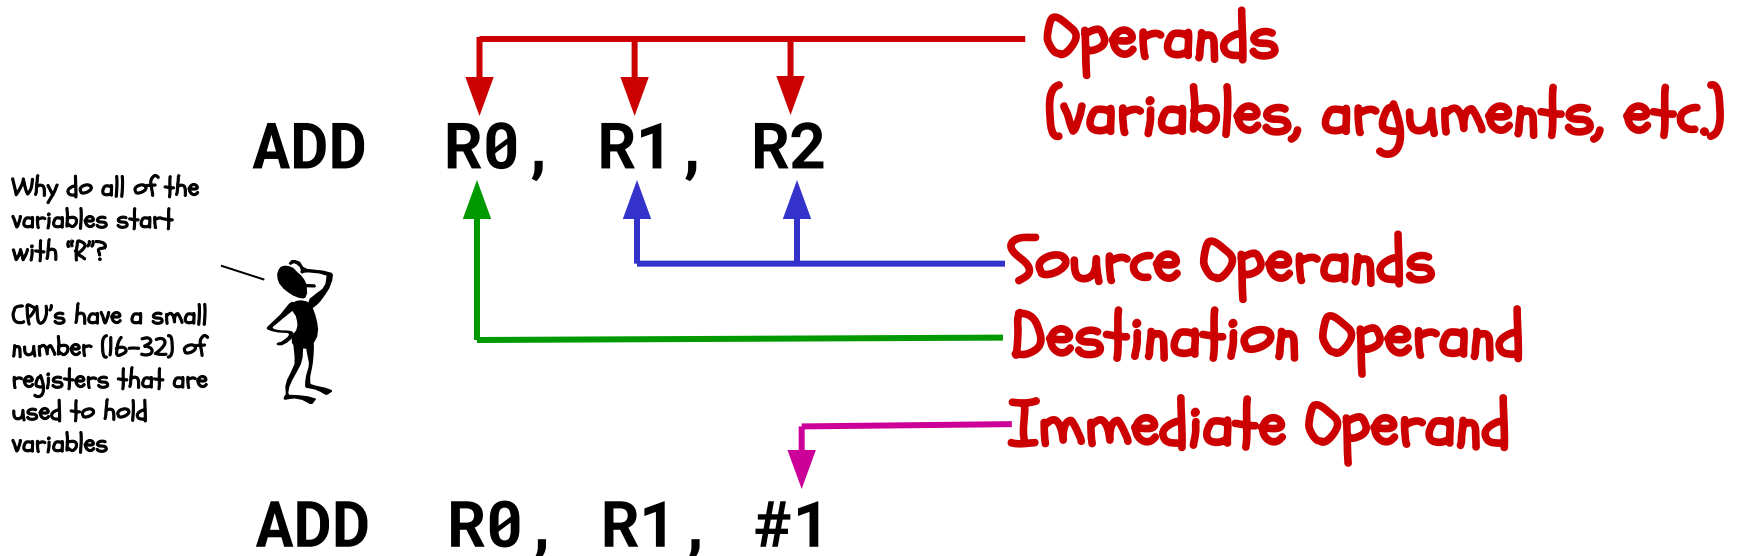 Operands
(variables, arguments, etc.)
ADD R0, R1, R2
Why do all of the
variables start
with "R"?
CPU's have a small
number (16-32) of
registers that are
used to hold
variables
Source Operands
Destination Operand
Immediate Operand
ADD R0, R1, #1